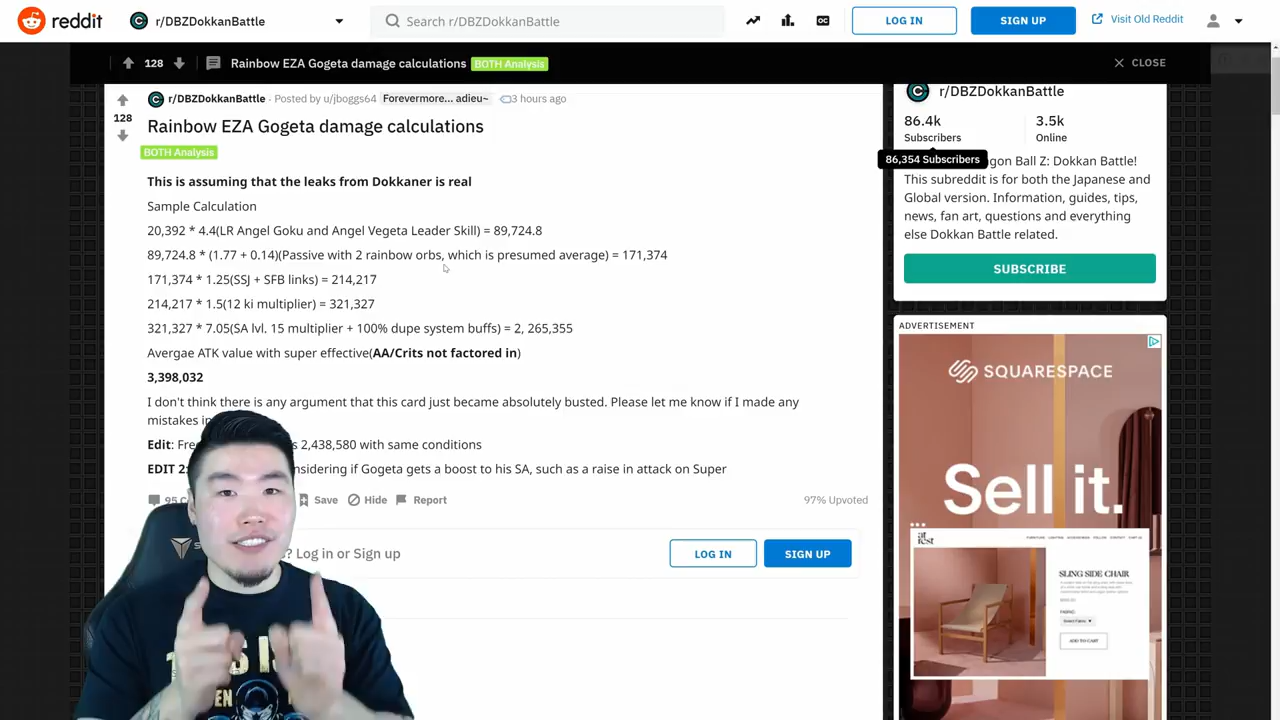 reddit
r/DBZDokkanBattle
Search r/DBZDokkanBattle
LOG IN
SIGN UP
Visit Old Reddit
128
Rainbow EZA Gogeta damage calculations
BOTH Analysis
CLOSE
r/DBZDokkanBattle · Posted by u/jboggs64 Forevermore... adieu~ 3 hours ago
128
Rainbow EZA Gogeta damage calculations
BOTH Analysis
This is assuming that the leaks from Dokkaner is real
Sample Calculation
20,392 * 4.4(LR Angel Goku and Angel Vegeta Leader Skill) = 89,724.8
89,724.8 * (1.77 + 0.14)(Passive with 2 rainbow orbs, which is presumed average) = 171,374
171,374 * 1.25(SSJ + SFB links) = 214,217
214,217 * 1.5(12 ki multiplier) = 321,327
321,327 * 7.05(SA lvl. 15 multiplier + 100% dupe system buffs) = 2, 265,355
Avergae ATK value with super effective(AA/Crits not factored in)
3,398,032
I don't think there is any argument that this card just became absolutely busted. Please let me know if I made any
mistakes
Edit: 2,438,580 with same conditions
EDIT 2: if Gogeta gets a boost to his SA, such as a raise in attack on Super
95
Save
Hide
Report
97% Upvoted
? Log in or Sign up
LOG IN
SIGN UP
r/DBZDokkanBattle
86.4k
3.5k
Subscribers
Online
86,354 Subscribers
gon Ball Z: Dokkan Battle!
This subreddit is for both the Japanese and
Global version. Information, guides, tips,
news, fan art, questions and everything
else Dokkan Battle related.
SUBSCRIBE
ADVERTISEMENT
SQUARESPACE
Sell it.
SLING SIDE CHAIR
ADD TO CART